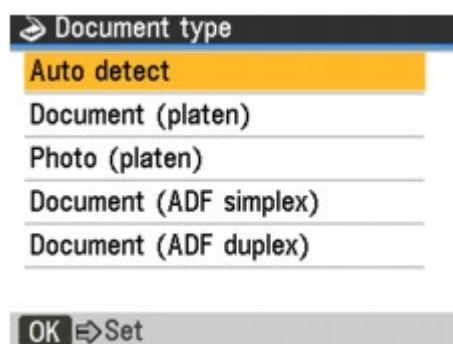 Document type
Auto detect
Document (platen)
Photo (platen)
Document (ADF simplex)
Document (ADF duplex)
OK ⇨Set